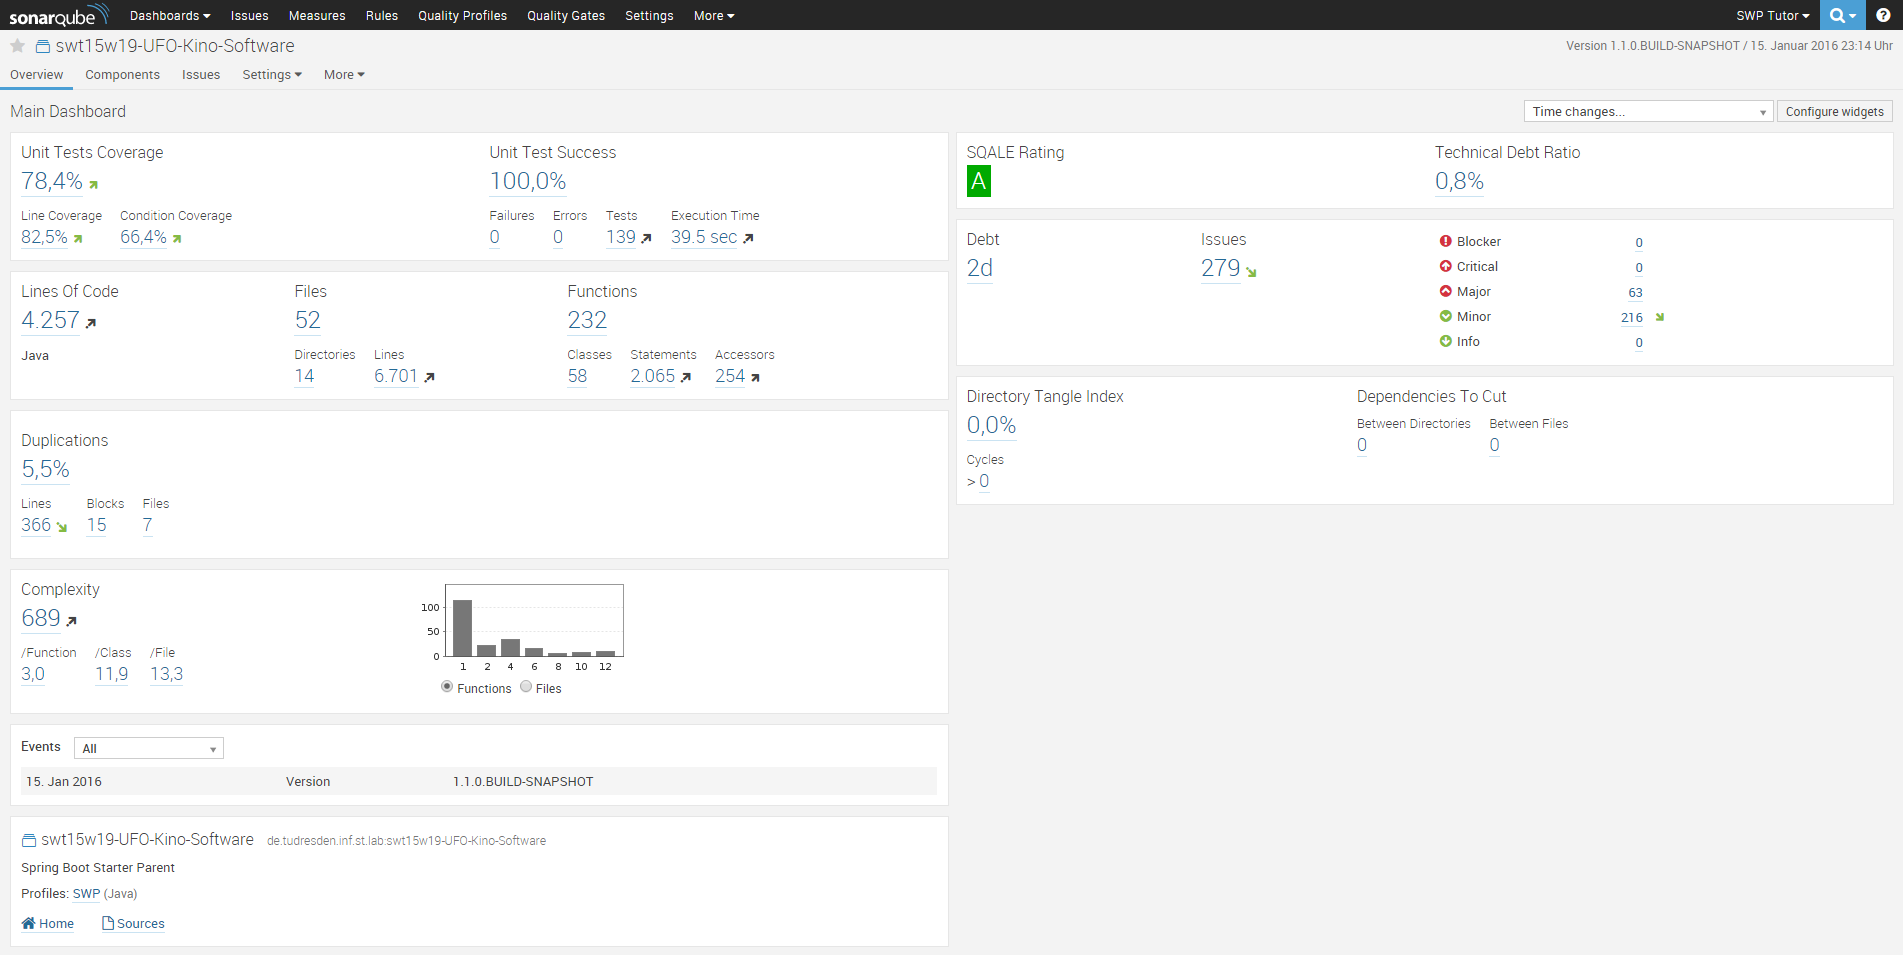 sonarqube Dashboards Issues Measures Rules Quality Profiles Quality Gates Settings More SWP Tutor ?
swt15w19-UFO-Kino-Software Version 1.1.0.BUILD-SNAPSHOT / 15. Januar 2016 23:14 Uhr
Overview Components Issues Settings More
Main Dashboard Time changes... Configure widgets
Unit Tests Coverage Unit Test Success
78,4% 100,0%
Line Coverage Condition Coverage Failures Errors Tests Execution Time
82,5% 66,4% 0 0 139 39.5 sec
Lines Of Code Files Functions
4.257 52 232
Java Directories Lines Classes Statements Accessors
14 6.701 58 2.065 254
Duplications
5,5%
Lines Blocks Files
366 15 7
Complexity
689
/Function /Class /File
3,0 11,9 13,3
100
50
0
1 2 4 6 8 10 12
Functions Files
Events All
15. Jan 2016 Version 1.1.0.BUILD-SNAPSHOT
swt15w19-UFO-Kino-Software de.tudresden.inf.st.lab:swt15w19-UFO-Kino-Software
Spring Boot Starter Parent
Profiles: SWP (Java)
Home Sources
SQALE Rating Technical Debt Ratio
A 0,8%
Debt Issues
2d 279
Blocker 0
Critical 0
Major 63
Minor 216
Info 0
Directory Tangle Index Dependencies To Cut
0,0% Between Directories Between Files
0 0
Cycles
> 0